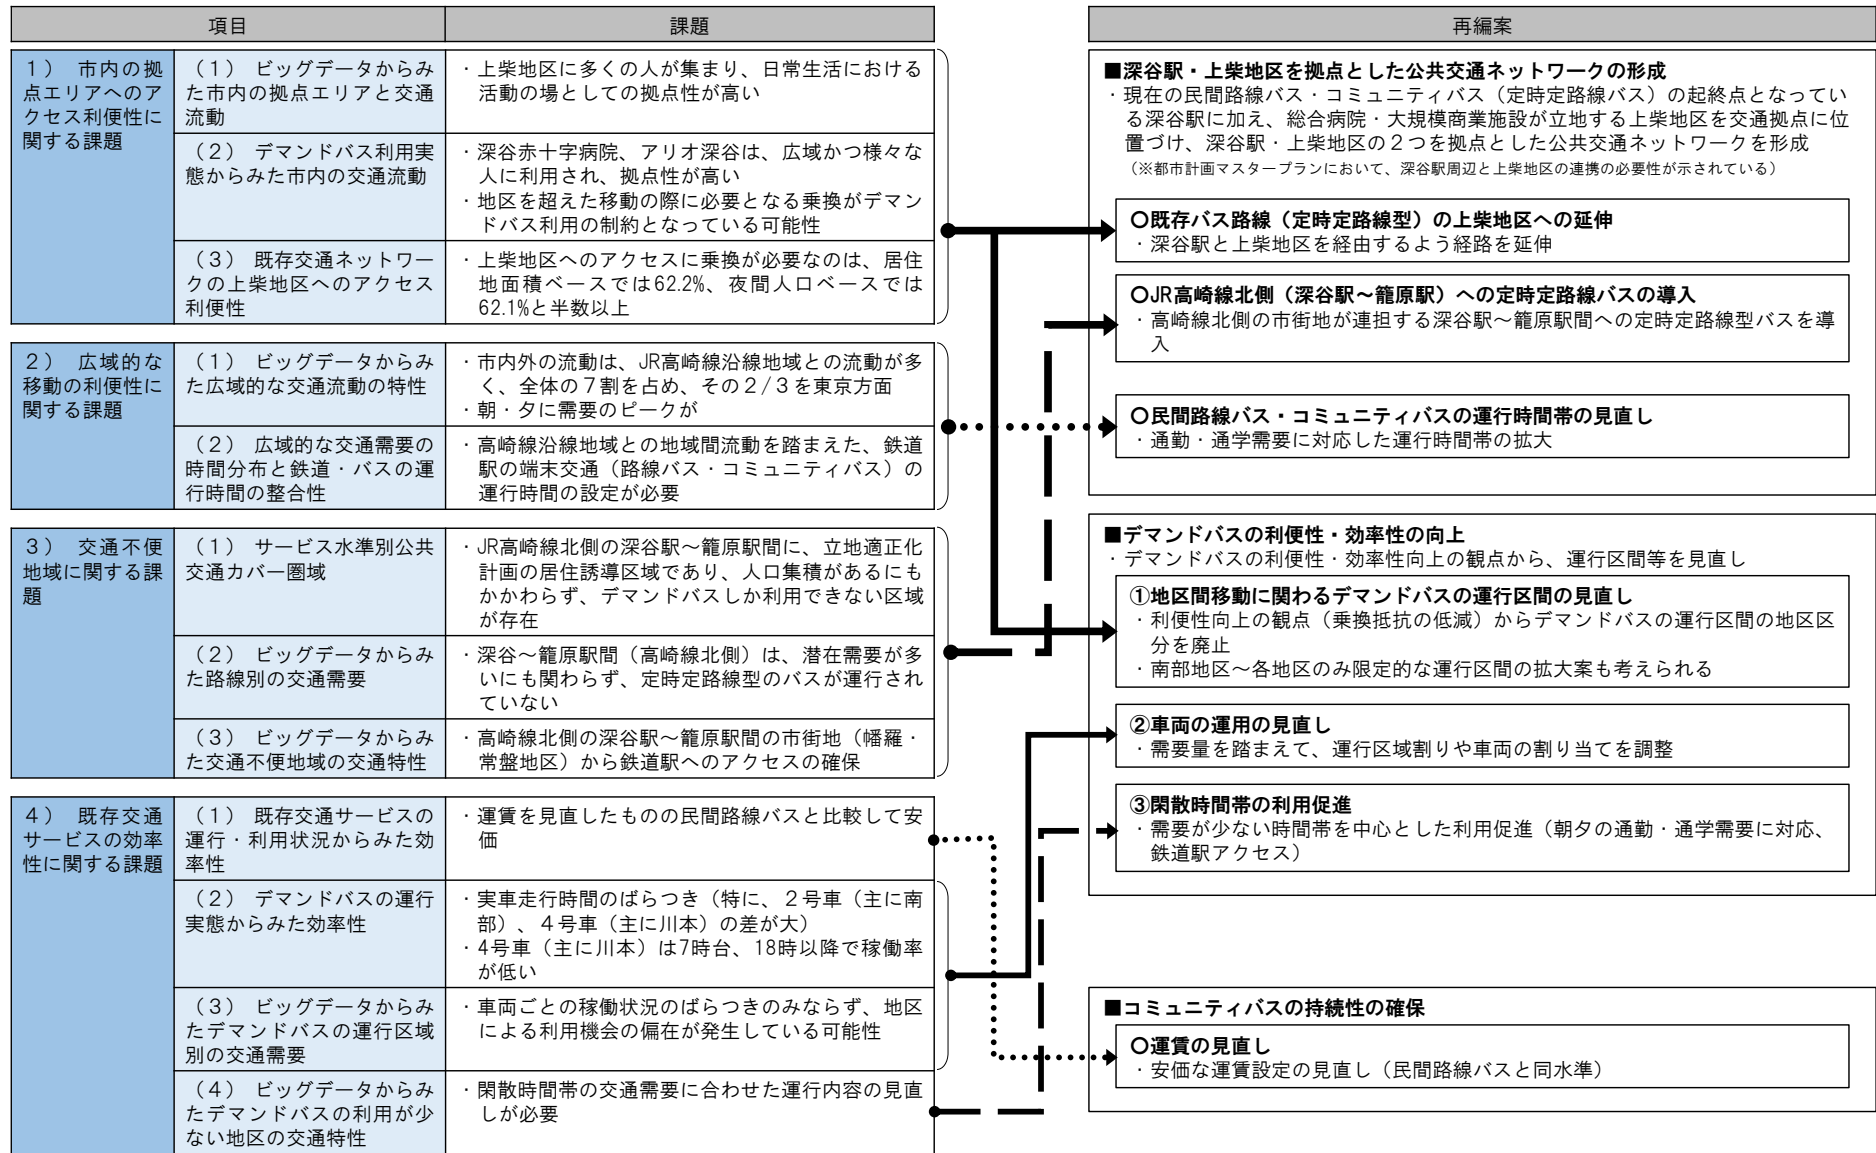 項目
課題
再編案
１） 市内の拠
点エリアへのア
クセス利便性に
関する課題
（１） ビッグデータからみ
た市内の拠点エリアと交通
流動
・上柴地区に多くの人が集まり、日常生活における
活動の場としての拠点性が高い
（２） デマンドバス利用実
態からみた市内の交通流動
・深谷赤十字病院、アリオ深谷は、広域かつ様々な
人に利用され、拠点性が高い
・地区を超えた移動の際に必要となる乗換がデマン
ドバス利用の制約となっている可能性
（３） 既存交通ネットワー
クの上柴地区へのアクセス
利便性
・上柴地区へのアクセスに乗換が必要なのは、居住
地面積ベースでは62.2%、夜間人口ベースでは
62.1%と半数以上
２） 広域的な
移動の利便性に
関する課題
（１） ビッグデータからみ
た広域的な交通流動の特性
・市内外の流動は、JR高崎線沿線地域との流動が多
く、全体の７割を占め、その２/３を東京方面
・朝・夕に需要のピークが
（２） 広域的な交通需要の
時間分布と鉄道・バスの運
行時間の整合性
・高崎線沿線地域との地域間流動を踏まえた、鉄道
駅の端末交通（路線バス・コミュニティバス）の
運行時間の設定が必要
３） 交通不便
地域に関する課
題
（１） サービス水準別公共
交通カバー圏域
・JR高崎線北側の深谷駅～籠原駅間に、立地適正化
計画の居住誘導区域であり、人口集積があるにも
かかわらず、デマンドバスしか利用できない区域
が存在
（２） ビッグデータからみ
た路線別の交通需要
・深谷～籠原駅間（高崎線北側）は、潜在需要が多
いにも関わらず、定時定路線型のバスが運行され
ていない
（３） ビッグデータからみ
た交通不便地域の交通特性
・高崎線北側の深谷駅～籠原駅間の市街地（幡羅・
常盤地区）から鉄道駅へのアクセスの確保
４） 既存交通
サービスの効率
性に関する課題
（１） 既存交通サービスの
運行・利用状況からみた効
率性
・運賃を見直したものの民間路線バスと比較して安
価
（２） デマンドバスの運行
実態からみた効率性
・実車走行時間のばらつき（特に、２号車（主に南
部）、４号車（主に川本）の差が大）
・4号車（主に川本）は7時台、18時以降で稼働率
が低い
（３） ビッグデータからみ
たデマンドバスの運行区域
別の交通需要
・車両ごとの稼働状況のばらつきのみならず、地区
による利用機会の偏在が発生している可能性
（４） ビッグデータからみ
たデマンドバスの利用が少
ない地区の交通特性
・閑散時間帯の交通需要に合わせた運行内容の見直
しが必要
■深谷駅・上柴地区を拠点とした公共交通ネットワークの形成
・現在の民間路線バス・コミュニティバス（定時定路線バス）の起終点となってい
る深谷駅に加え、総合病院・大規模商業施設が立地する上柴地区を交通拠点に位
置づけ、深谷駅・上柴地区の２つを拠点とした公共交通ネットワークを形成
（※都市計画マスタープランにおいて、深谷駅周辺と上柴地区の連携の必要性が示されている）
〇既存バス路線（定時定路線型）の上柴地区への延伸
・深谷駅と上柴地区を経由するよう経路を延伸
〇JR高崎線北側（深谷駅～籠原駅）への定時定路線バスの導入
・高崎線北側の市街地が連担する深谷駅～籠原駅間への定時定路線型バスを導
入
〇民間路線バス・コミュニティバスの運行時間帯の見直し
・通勤・通学需要に対応した運行時間帯の拡大
■デマンドバスの利便性・効率性の向上
・デマンドバスの利便性・効率性向上の観点から、運行区間等を見直し
①地区間移動に関わるデマンドバスの運行区間の見直し
・利便性向上の観点（乗換抵抗の低減）からデマンドバスの運行区間の地区区
分を廃止
・南部地区～各地区のみ限定的な運行区間の拡大案も考えられる
②車両の運用の見直し
・需要量を踏まえて、運行区域割りや車両の割り当てを調整
③閑散時間帯の利用促進
・需要が少ない時間帯を中心とした利用促進（朝夕の通勤・通学需要に対応、
鉄道駅アクセス）
■コミュニティバスの持続性の確保
〇運賃の見直し
・安価な運賃設定の見直し（民間路線バスと同水準）